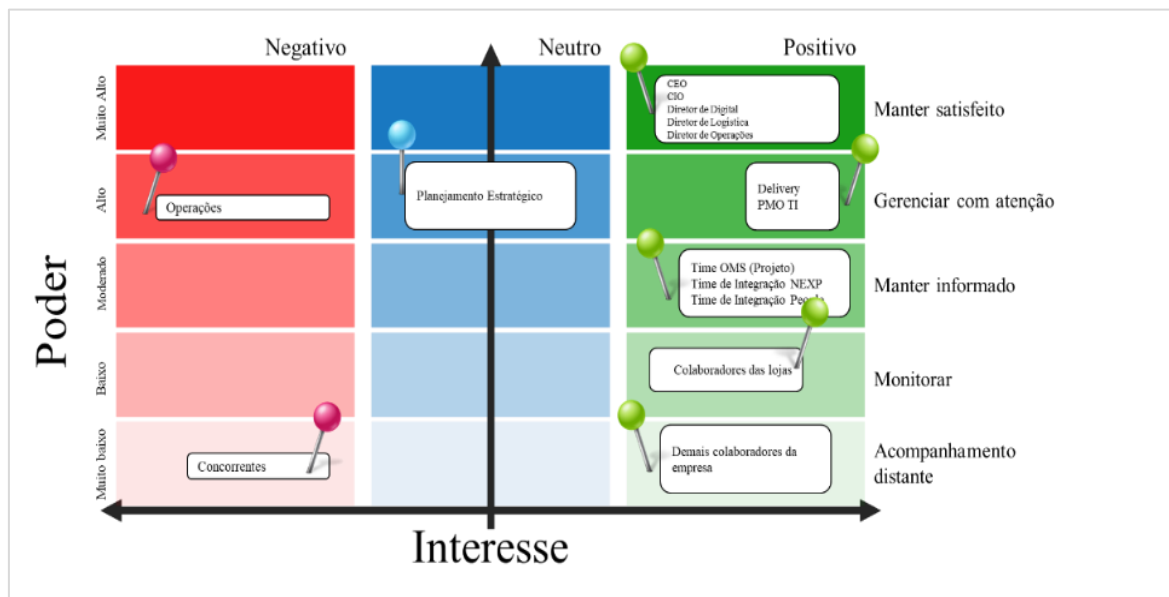 Negativo
Neutro
Positivo
Muito Alto
CEO
CIO
Diretor de Digital
Diretor de Logística
Diretor de Operações
Manter satisfeito
Alto
Operações
Planejamento Estratégico
Delivery
PMO TI
Gerenciar com atenção
Poder
Moderado
Time OMS (Projeto)
Time de Integração NEXP
Time de Integração
Manter informado
Baixo
Colaboradores das lojas
Monitorar
Muito baixo
Concorrentes
Demais colaboradores da
empresa
Acompanhamento
distante
Interesse